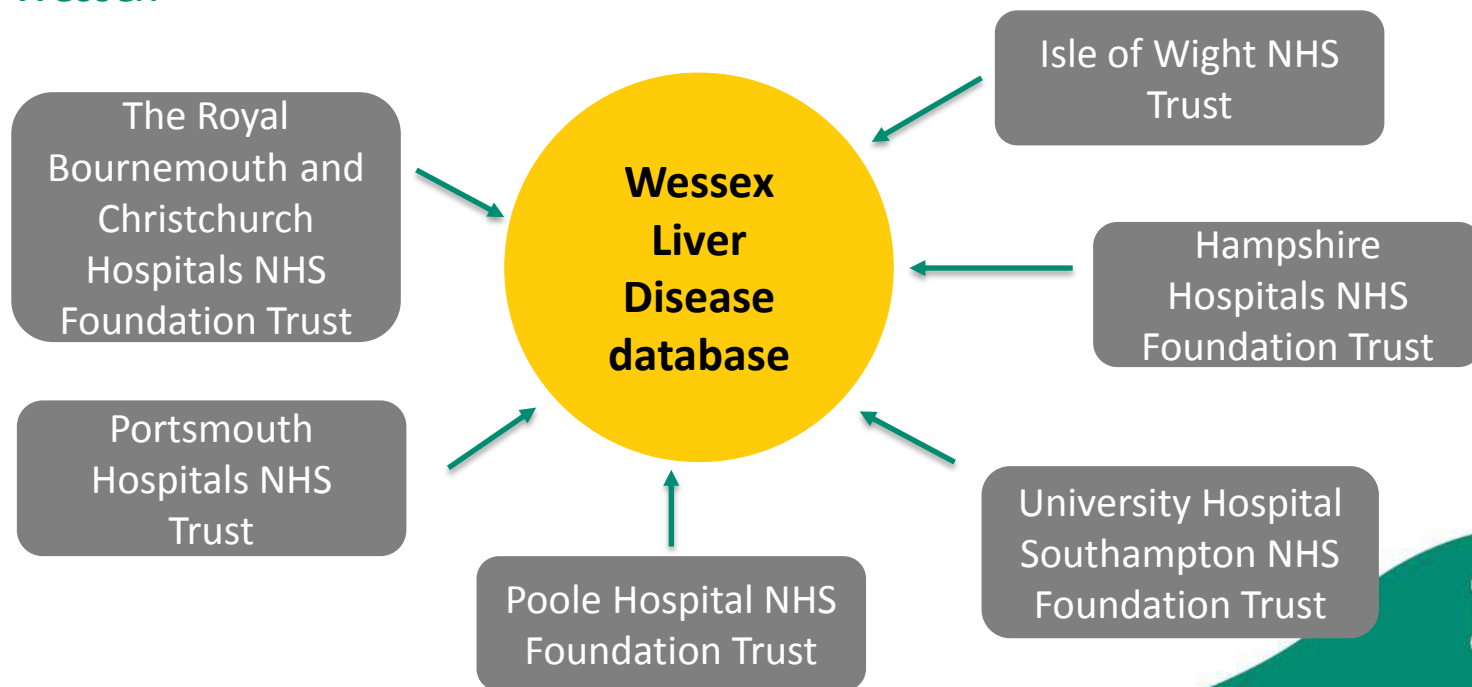 Isle of Wight NHS
Trust
The Royal
Bournemouth and
Christchurch
Hospitals NHS
Foundation Trust
Wessex
Liver
Disease
database
Hampshire
Hospitals NHS
Foundation Trust
Portsmouth
Hospitals NHS
Trust
University Hospital
Southampton NHS
Foundation Trust
Poole Hospital NHS
Foundation Trust